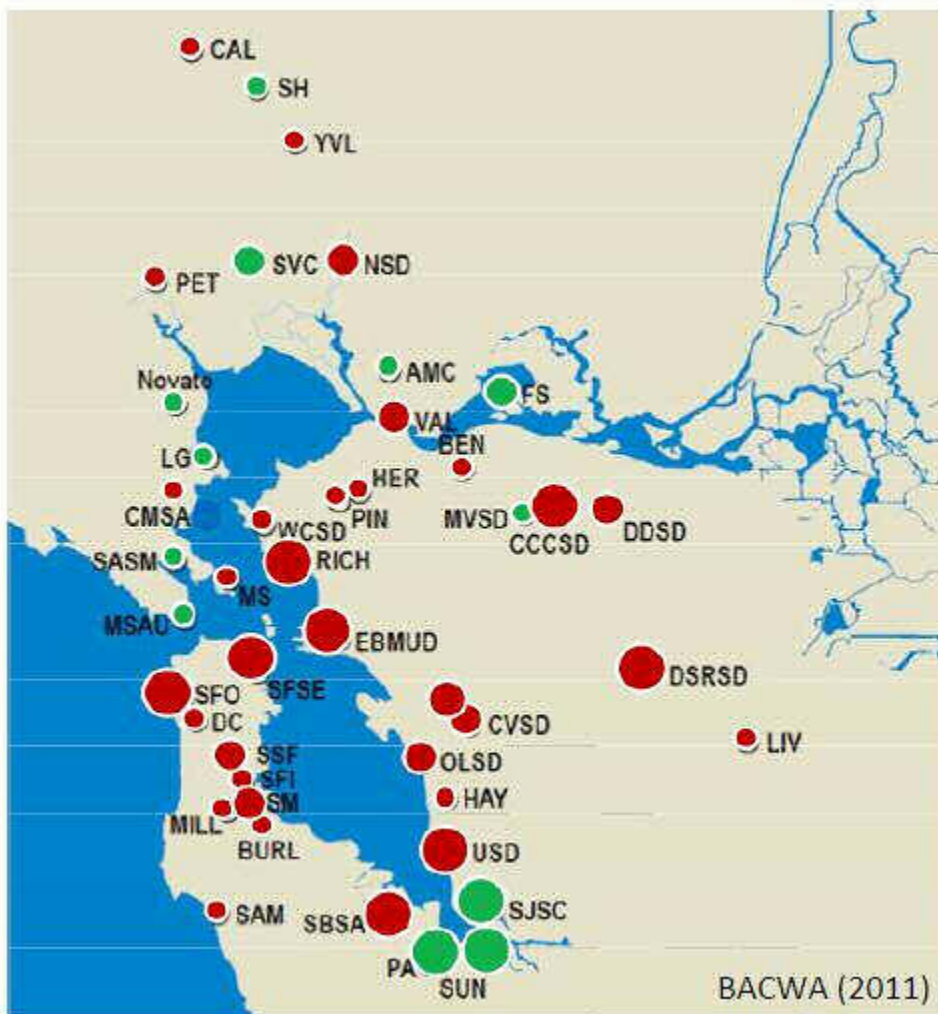 CAL
SH
YVL
SVC
NSD
PET
AMC
Novato
FS
VAL
BEN
LG
HER
CMSA
PIN
WCSD
MVSD
CCCSD
DDSD
SASM
RICH
MS
MSAU
EBMUD
SFSE
DSRSD
SFO
DC
CVSD
LIV
SSF
OLSD
SFI
SM
HAY
MILL
BURL
USD
SAM
SBSA
SJSC
PA
SUN
BACWA (2011)